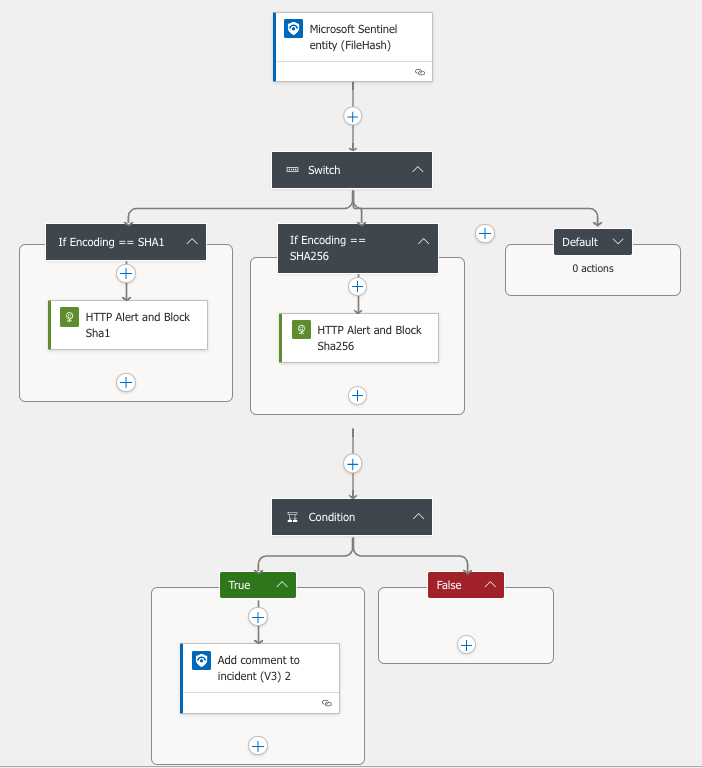 Microsoft Sentinel
entity (FileHash)
Switch
If Encoding == SHA1
If Encoding ==
SHA256
Default
0 actions
HTTP Alert and Block
Sha1
HTTP Alert and Block
Sha256
Condition
True
False
Add comment to
incident (V3) 2